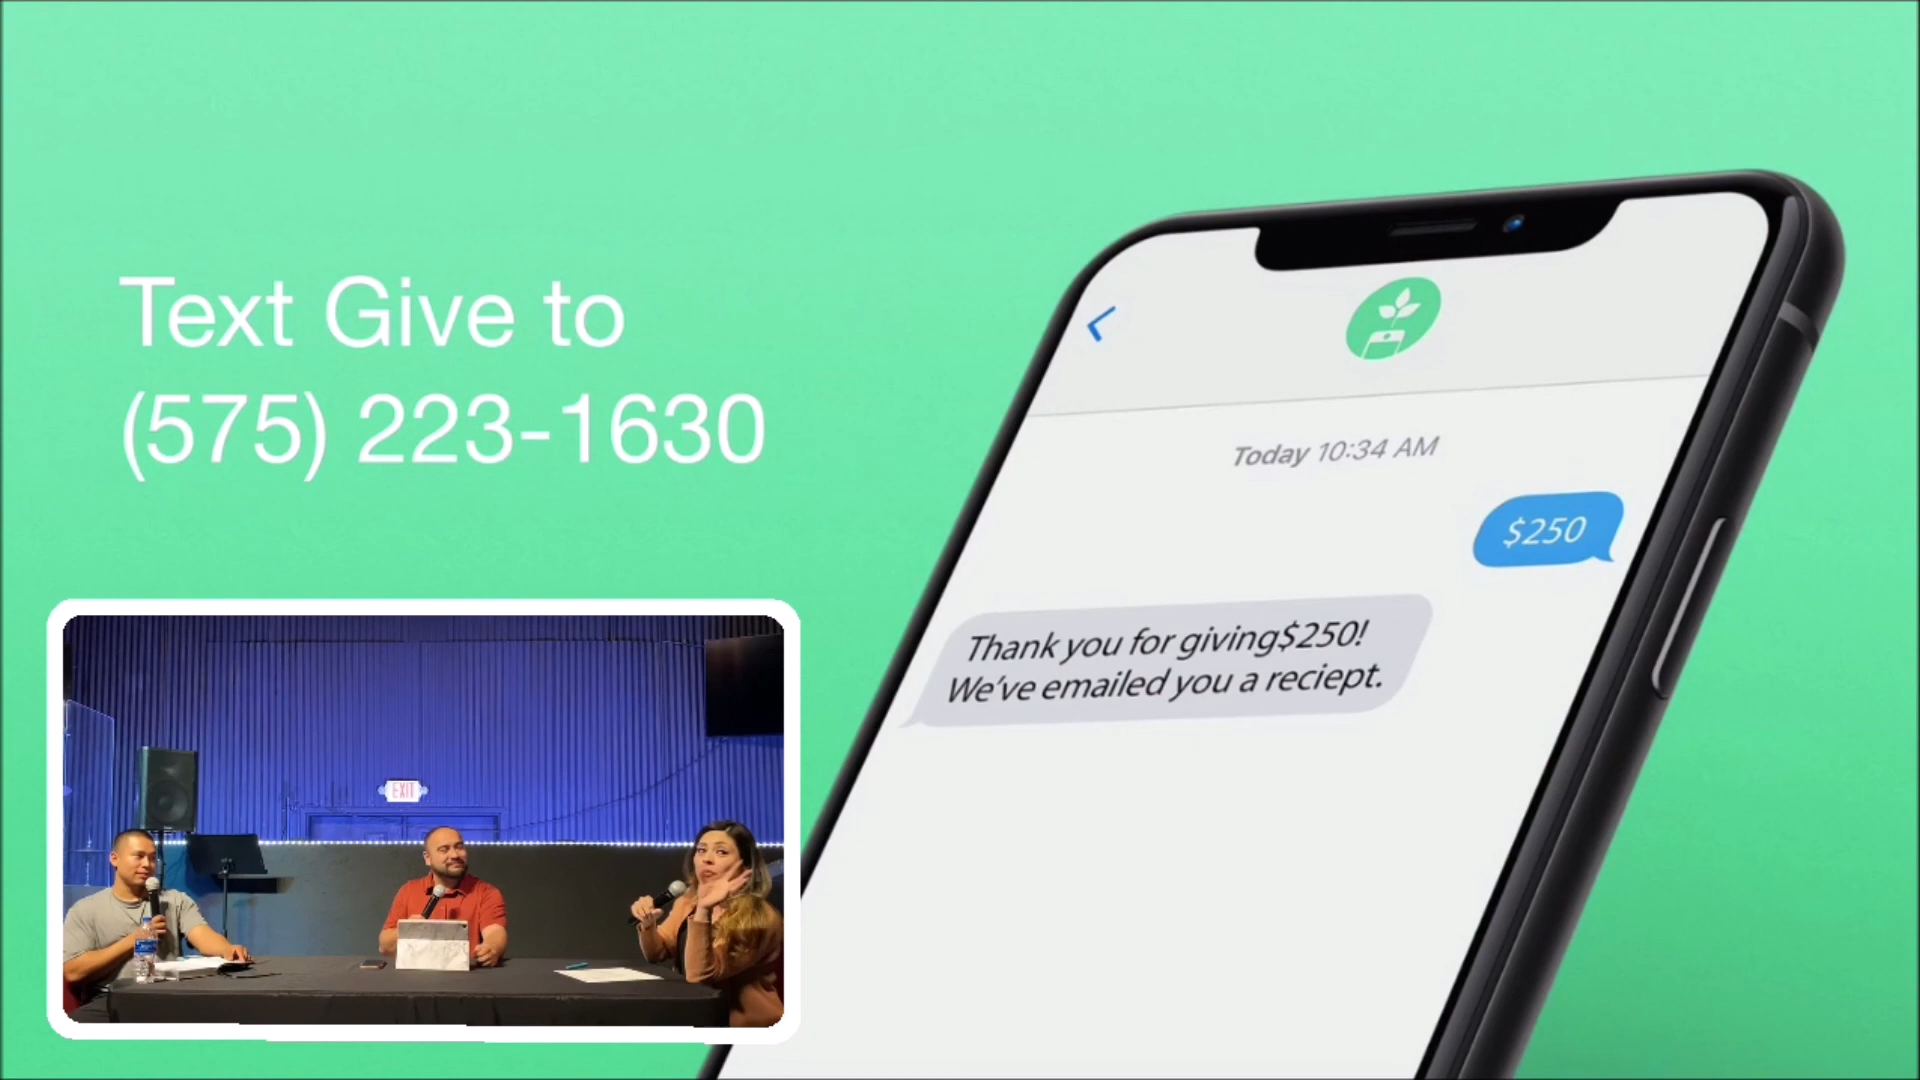 Text Give to
(575) 223-1630
Today 10:34 AM
$250
Thank you for giving$250!
We've emailed you a reciept.
EXIT